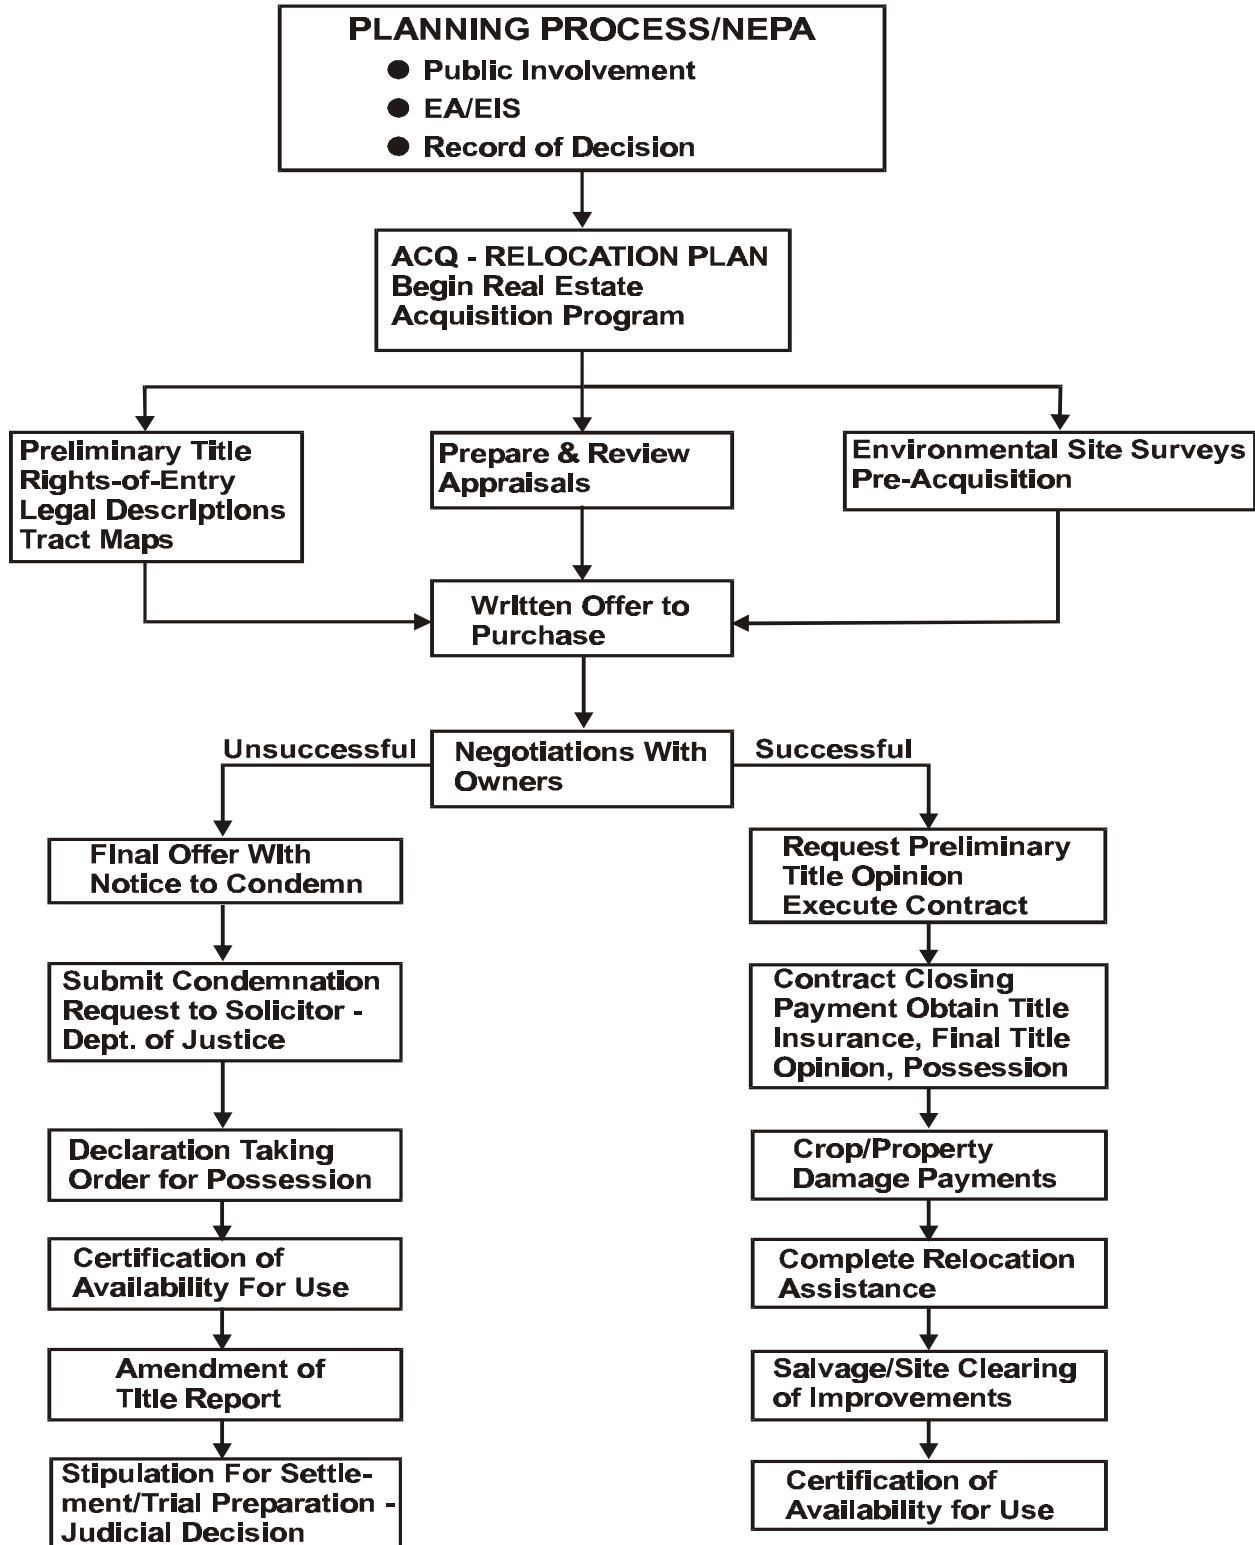 PLANNING PROCESS/NEPA
● Public Involvement
● EA/EIS
● Record of Decision
ACQ - RELOCATION PLAN
Begin Real Estate
Acquisition Program
Preliminary Title
Rights-of-Entry
Legal Descriptions
Tract Maps
Prepare & Review
Appraisals
Environmental Site Surveys
Pre-Acquisition
Written Offer to
Purchase
Unsuccessful
Negotiations With
Owners
Successful
Final Offer With
Notice to Condemn
Submit Condemnation
Request to Solicitor -
Dept. of Justice
Declaration Taking
Order for Possession
Certification of
Availability For Use
Amendment of
Title Report
Stipulation For Settle-
ment/Trial Preparation -
Judicial Decision
Request Preliminary
Title Opinion
Execute Contract
Contract Closing
Payment Obtain Title
Insurance, Final Title
Opinion, Possession
Crop/Property
Damage Payments
Complete Relocation
Assistance
Salvage/Site Clearing
of Improvements
Certification of
Availability for Use